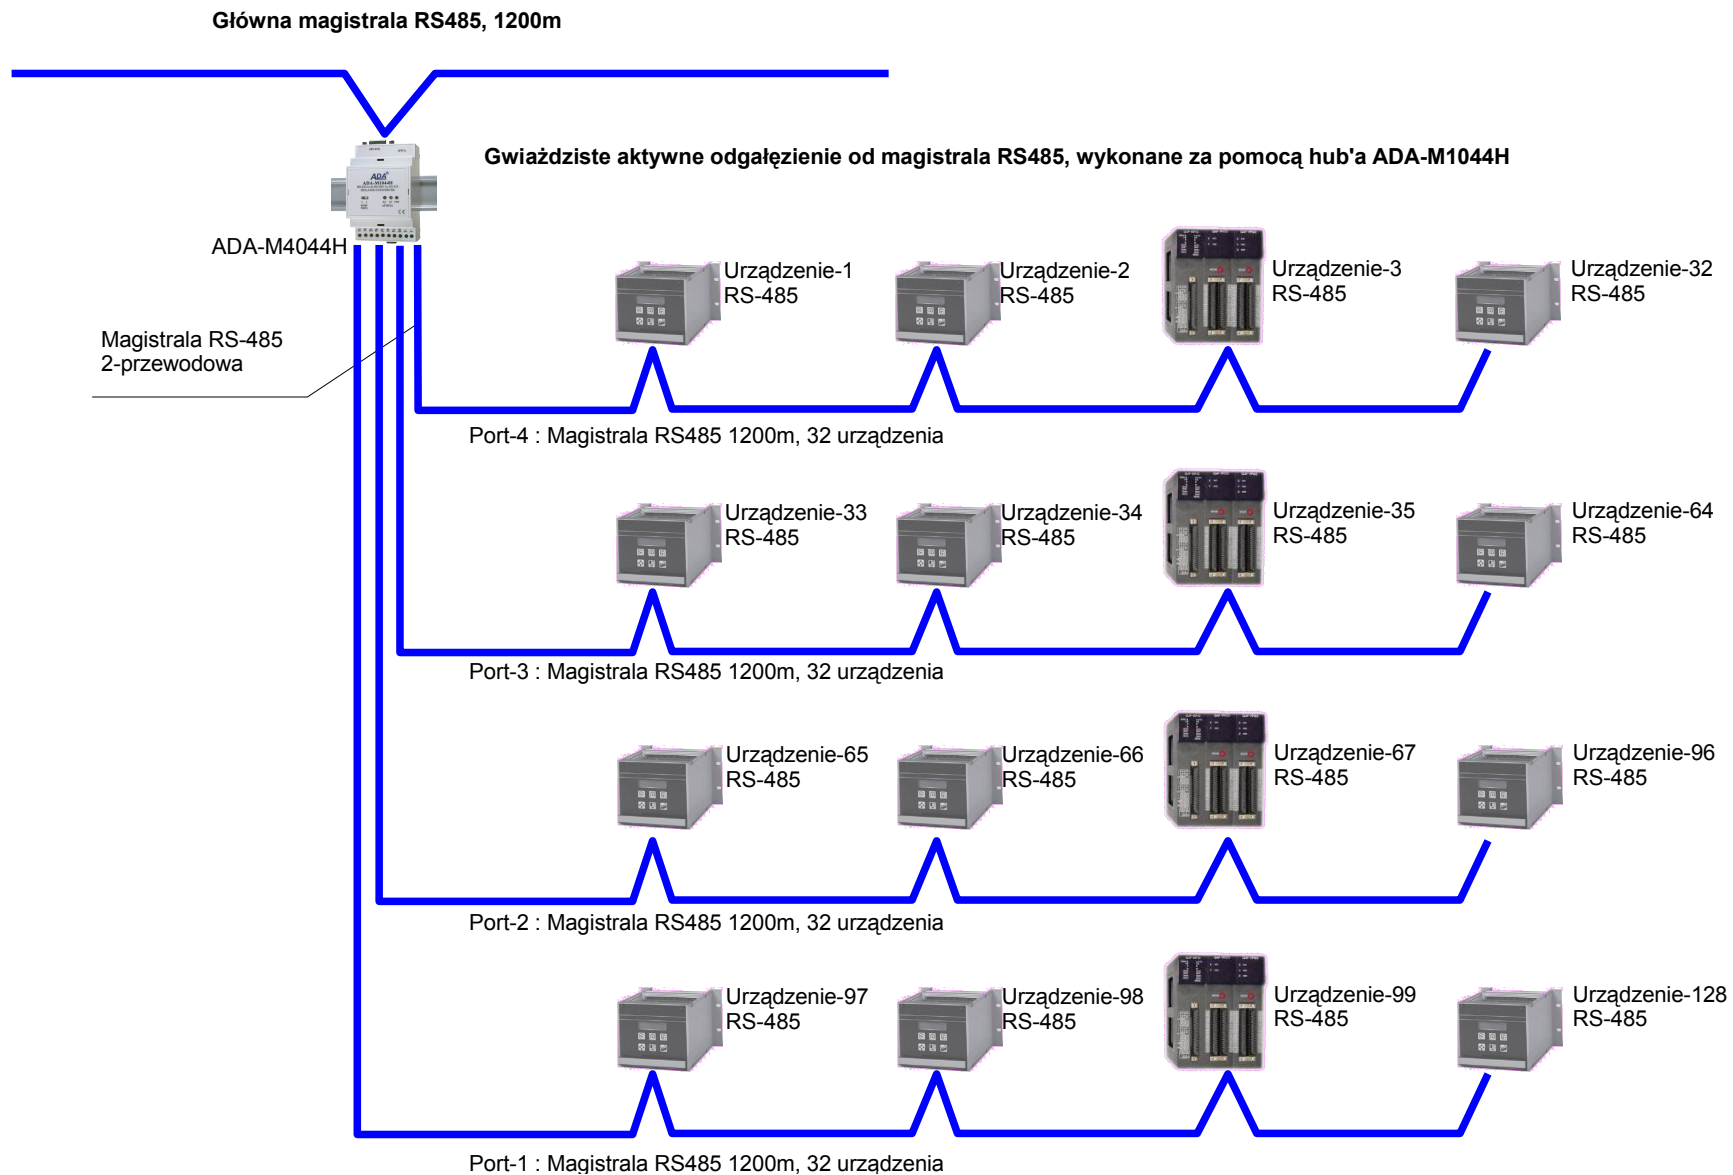 Główna magistrala RS485, 1200m
Gwiaździste aktywne odgałęzienie od magistrala RS485, wykonane za pomocą hub'a ADA-M1044H
ADA
ADA-M1044H
ADA-M4044H
Magistrala RS-485
2-przewodowa
Urządzenie-1
RS-485
Urządzenie-2
RS-485
Urządzenie-3
RS-485
Urządzenie-32
RS-485
Port-4 : Magistrala RS485 1200m, 32 urządzenia
Urządzenie-33
RS-485
Urządzenie-34
RS-485
Urządzenie-35
RS-485
Urządzenie-64
RS-485
Port-3 : Magistrala RS485 1200m, 32 urządzenia
Urządzenie-65
RS-485
Urządzenie-66
RS-485
Urządzenie-67
RS-485
Urządzenie-96
RS-485
Port-2 : Magistrala RS485 1200m, 32 urządzenia
Urządzenie-97
RS-485
Urządzenie-98
RS-485
Urządzenie-99
RS-485
Urządzenie-128
RS-485
Port-1 : Magistrala RS485 1200m, 32 urządzenia